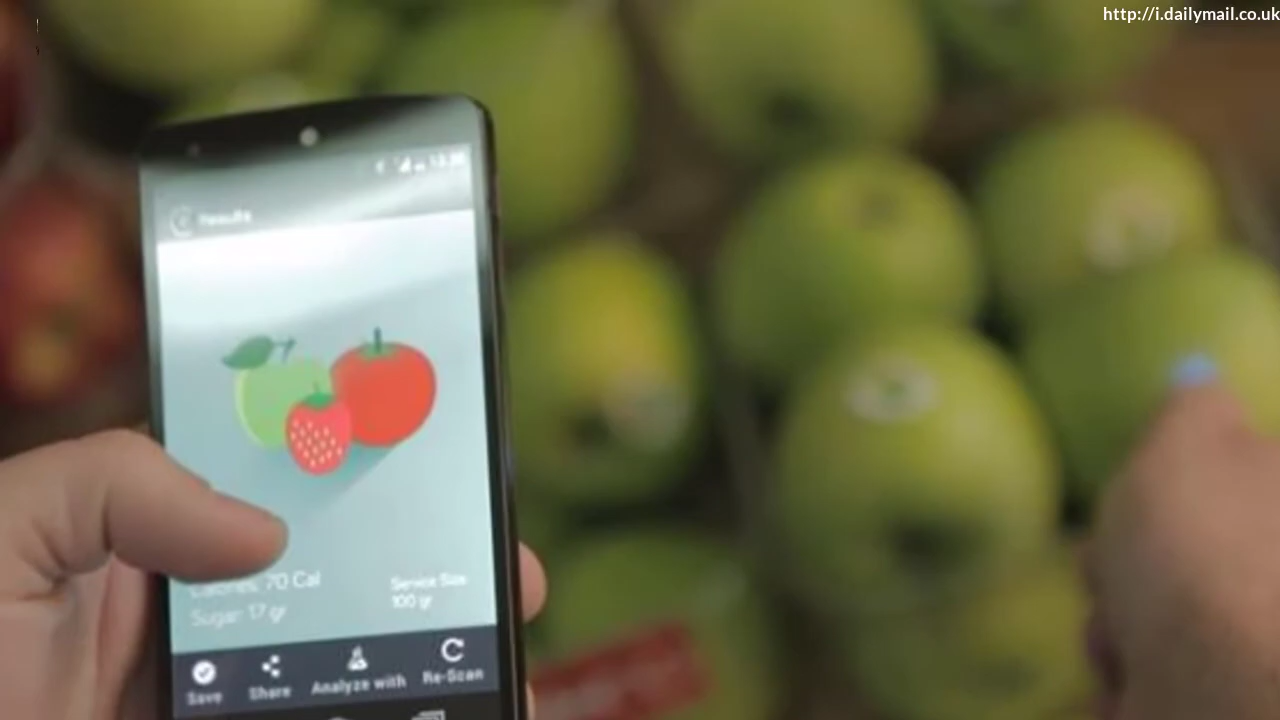 http://i.dailymail.co.uk
Results
Calories: 70 Cal
Sugar: 17 gr
Service Size
100 gr
Save
Share
Analyze with
Re-Scan